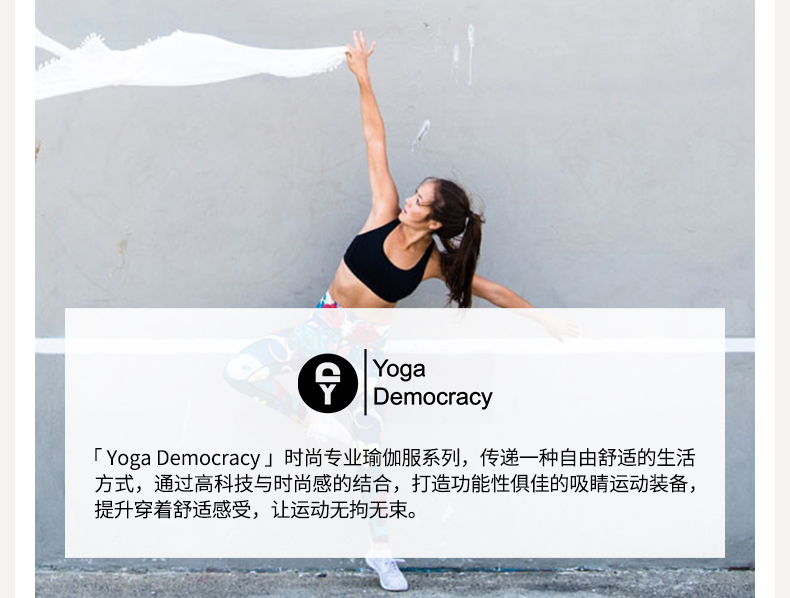 Yoga
Democracy
「 Yoga Democracy 」时尚专业瑜伽服系列，传递一种自由舒适的生活
方式，通过高科技与时尚感的结合，打造功能性俱佳的吸睛运动装备，
提升穿着舒适感受，让运动无拘无束。